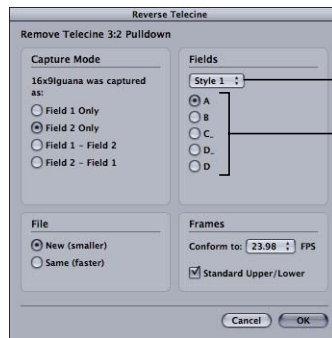 Reverse Telecine
Remove Telecine 3:2 Pulldown
Capture Mode
16x9Iguana was captured
as:
Field 1 Only
Field 2 Only
Field 1 - Field 2
Field 2 - Field 1
Fields
Style 1
A
B
C_
D_
D
File
New (smaller)
Same (faster)
Frames
Conform to: 23.98 FPS
Standard Upper/Lower
Cancel
OK